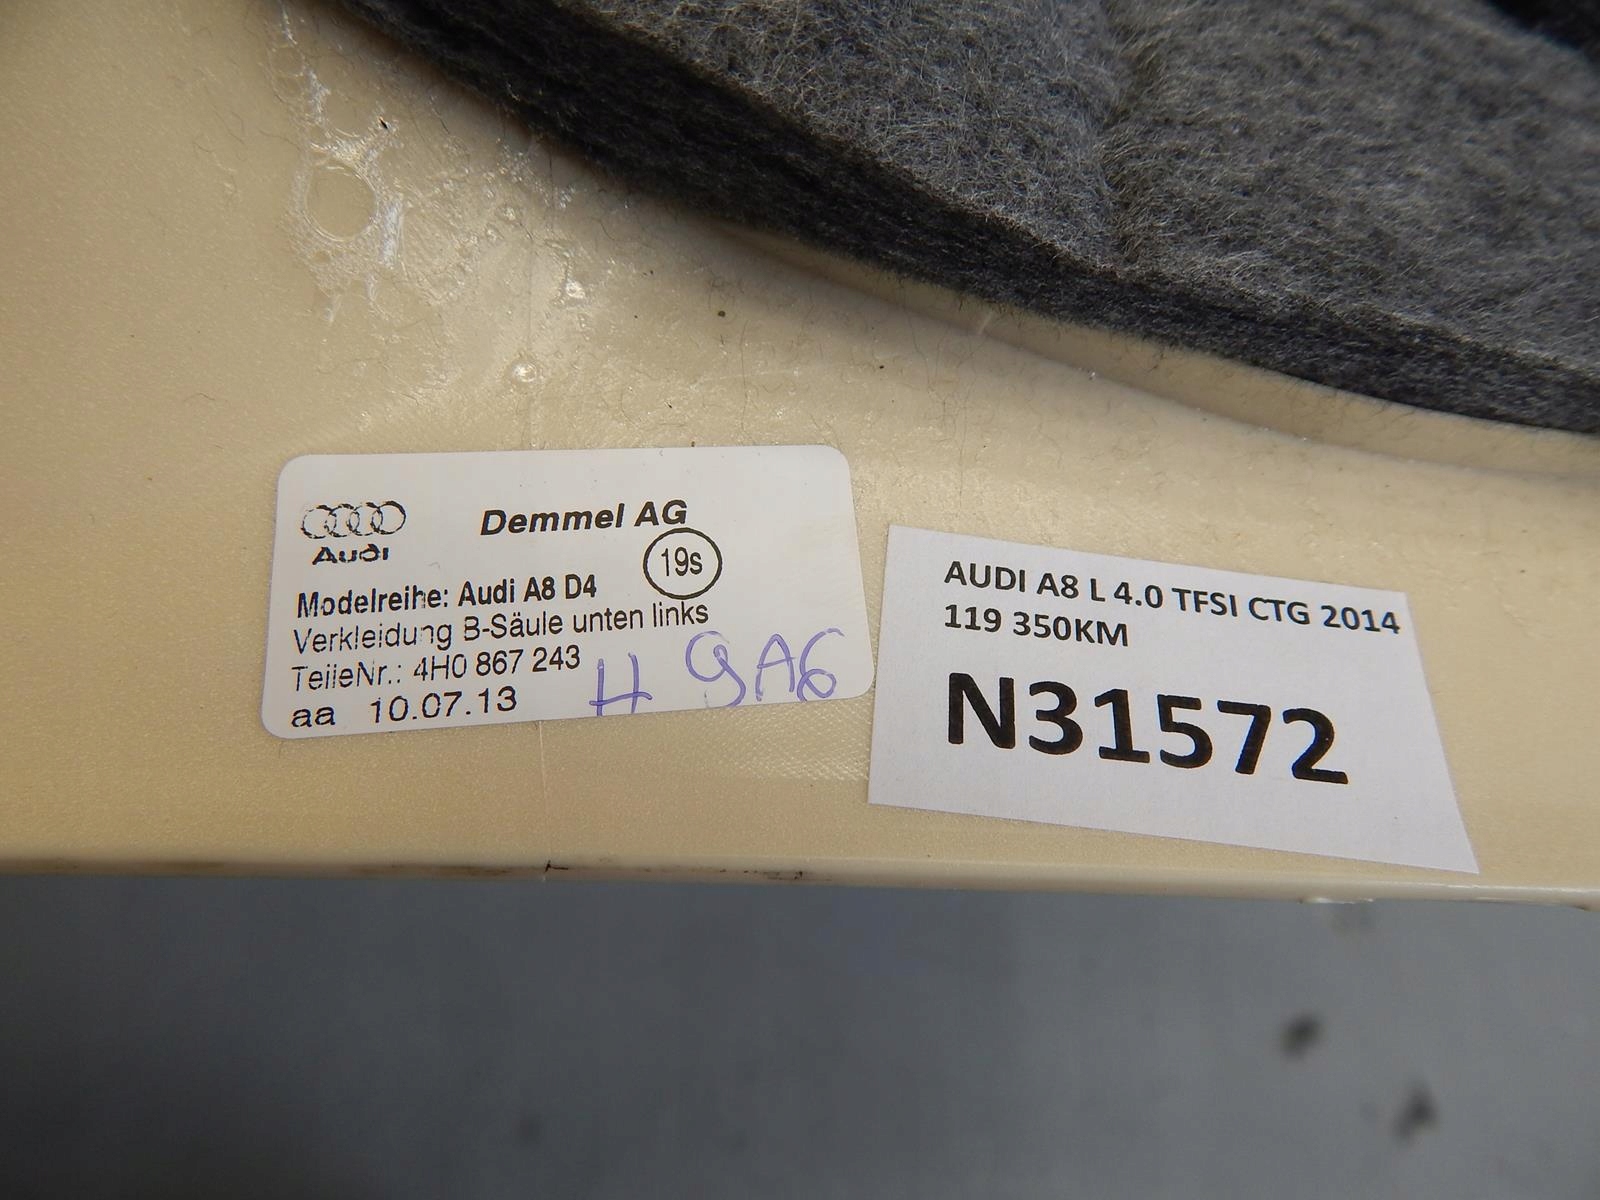 Audi
Demmel AG
19s
Modelreihe: Audi A8 D4
Verkleidung B-Säule unten links
TeileNr.: 4H0 867 243
H 9A6
aa 10.07.13
AUDI A8 L 4.0 TFSI CTG 2014
119 350KM
N31572